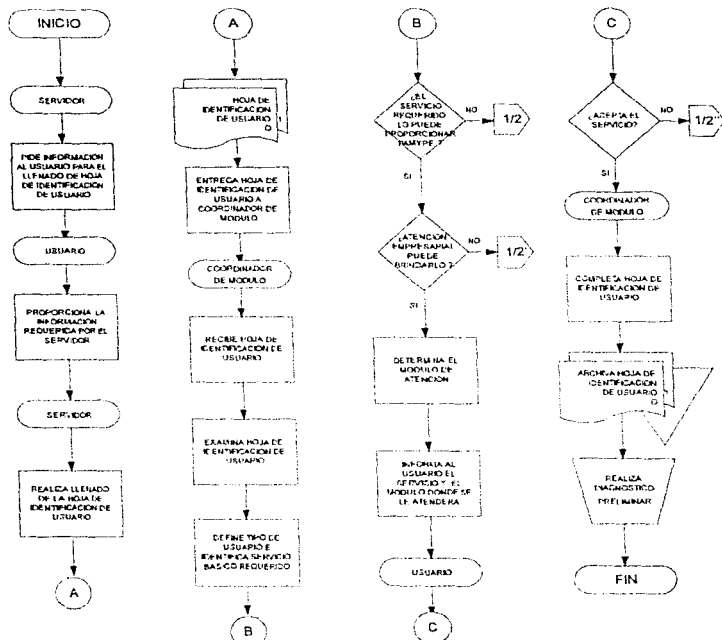 INICIO
SERVIDOR
PIDE INFORMACION
AL USUARIO PARA EL
LLENADO DE HOJA
DE IDENTIFICACION
DE USUARIO
USUARIO
PROPORCIONA LA
INFORMACION
REQUERIDA POR EL
SERVIDOR
SERVIDOR
REALIZA LLENADO
DE LA HOJA DE
IDENTIFICACION DE
USUARIO
A
A
HOJA DE
IDENTIFICACION
DE USUARIO
O
1
ENTREGA HOJA DE
IDENTIFICACION DE
USUARIO A
COORDINADOR DE
MODULO
COORDINADOR
DE MODULO
RECIBE HOJA DE
IDENTIFICACION DE
USUARIO
EXAMINA HOJA DE
IDENTIFICACION DE
USUARIO
DEFINE TIPO DE
USUARIO E
IDENTIFICA SERVICIO
BASICO REQUERIDO
B
B
¿EL
SERVICIO
REQUERIDO
LO PUEDE
PROPORCIONAR
PAMYPE ?
NO
1/2
SI
¿ATENCION
EMPRESARIAL
PUEDE
BRINDARLO ?
NO
1/2'
SI
DETERMINA EL
MODULO DE
ATENCION
INFORMA AL
USUARIO EL
SERVICIO Y EL
MODULO DONDE SE
LE ATENDERA
USUARIO
C
C
¿ACEPTA EL
SERVICIO?
NO
1/2''
SI
COORDINADOR
DE MODULO
COMPLETA HOJA DE
IDENTIFICACION DE
USUARIO
ARCHIVA HOJA DE
IDENTIFICACION
DE USUARIO
O
REALIZA
DIAGNOSTICO
PRELIMINAR
FIN